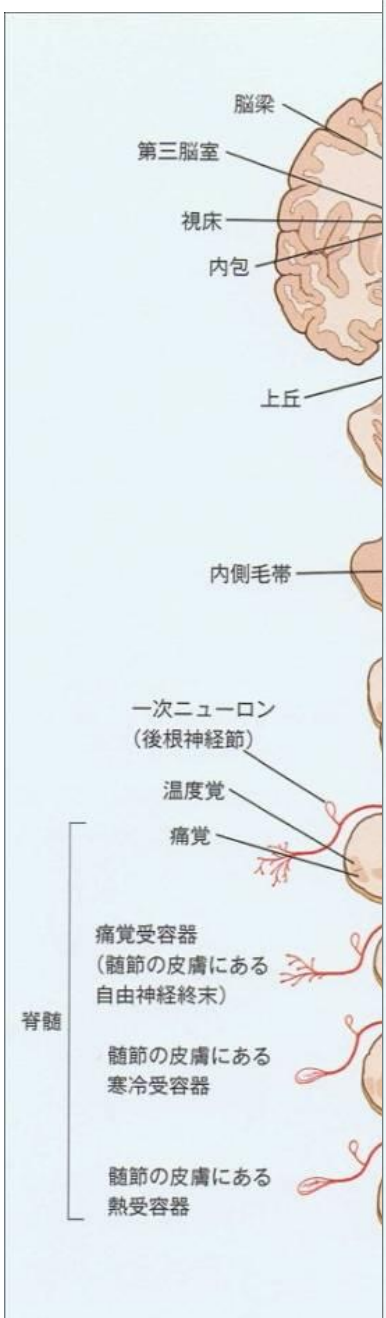 脳梁
第三脳室
視床
内包
上丘
内側毛帯
一次ニューロン
（後根神経節）
温度覚
痛覚
痛覚受容器
（髄節の皮膚にある
自由神経終末）
脊髄
髄節の皮膚にある
寒冷受容器
髄節の皮膚にある
熱受容器